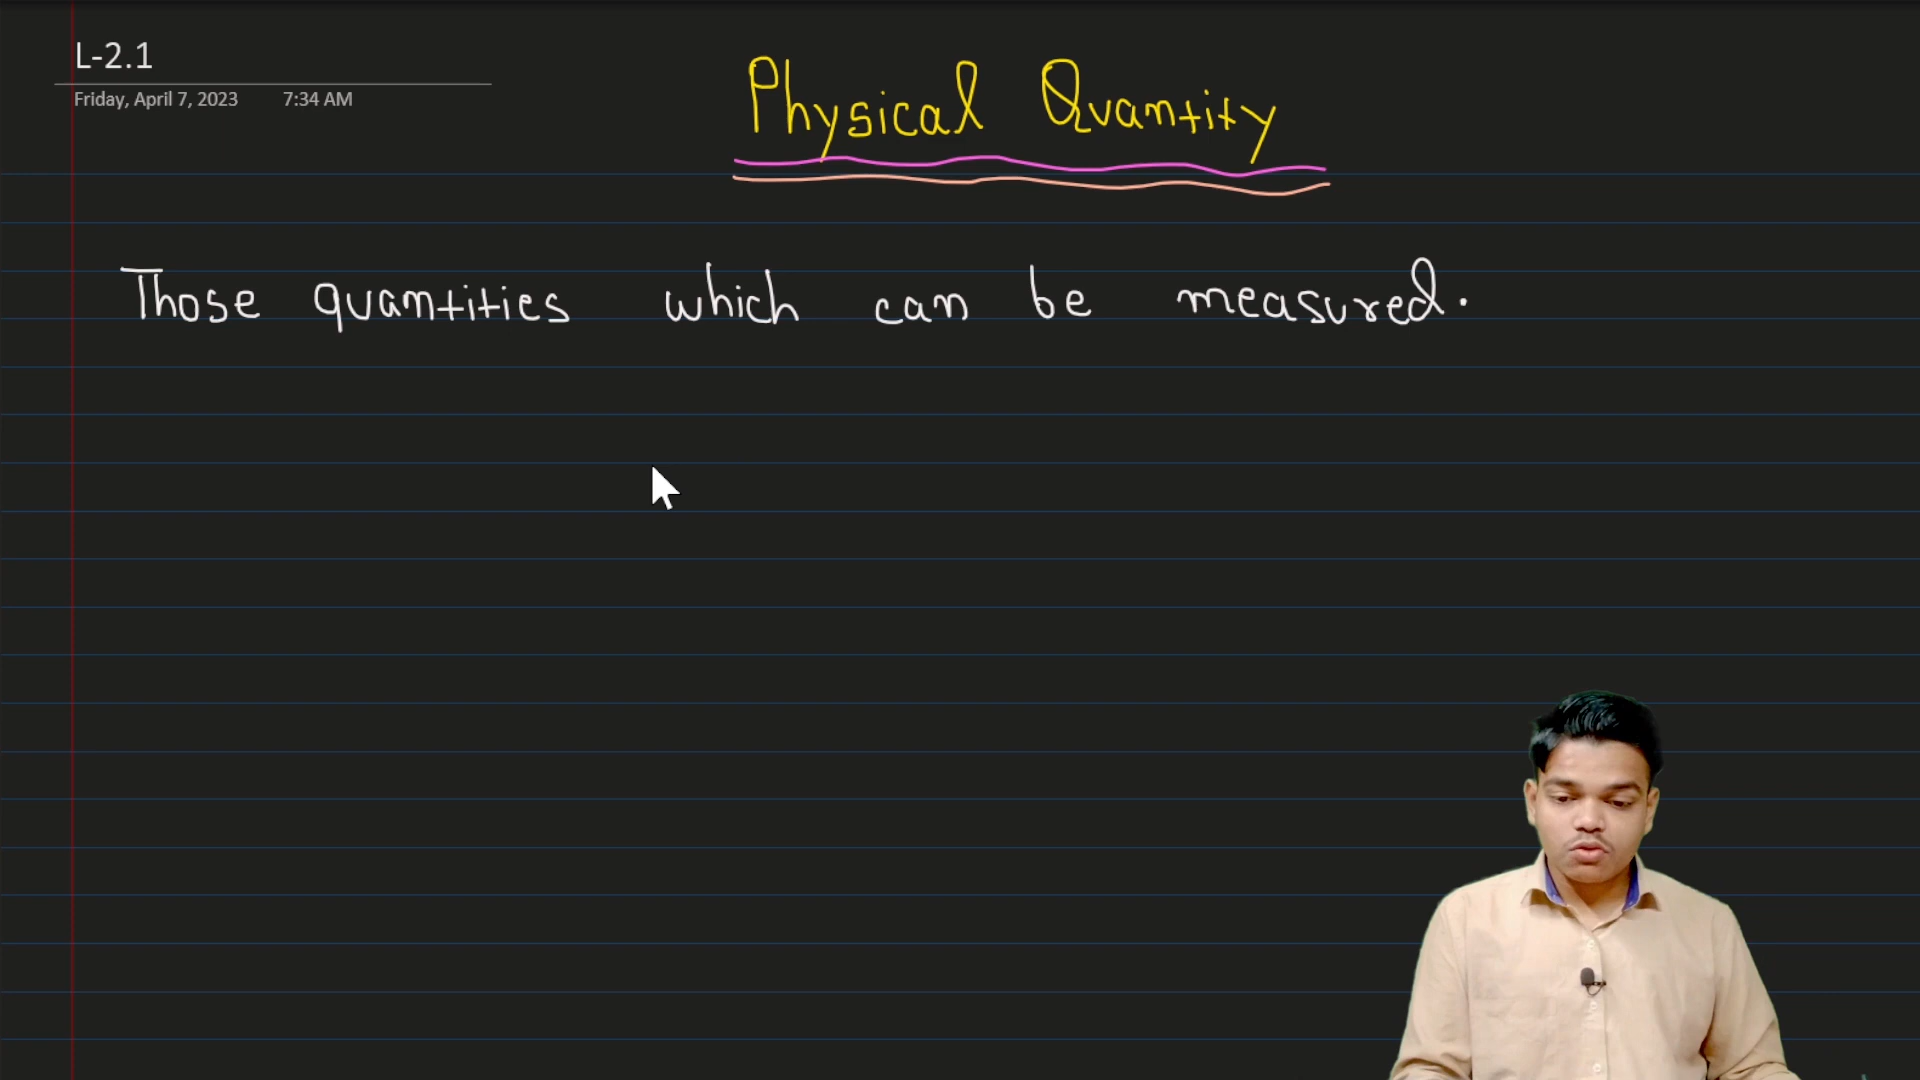 L-2.1
Friday, April 7, 2023 7:34 AM
Physical Quantity
Those quantities which can be measured.